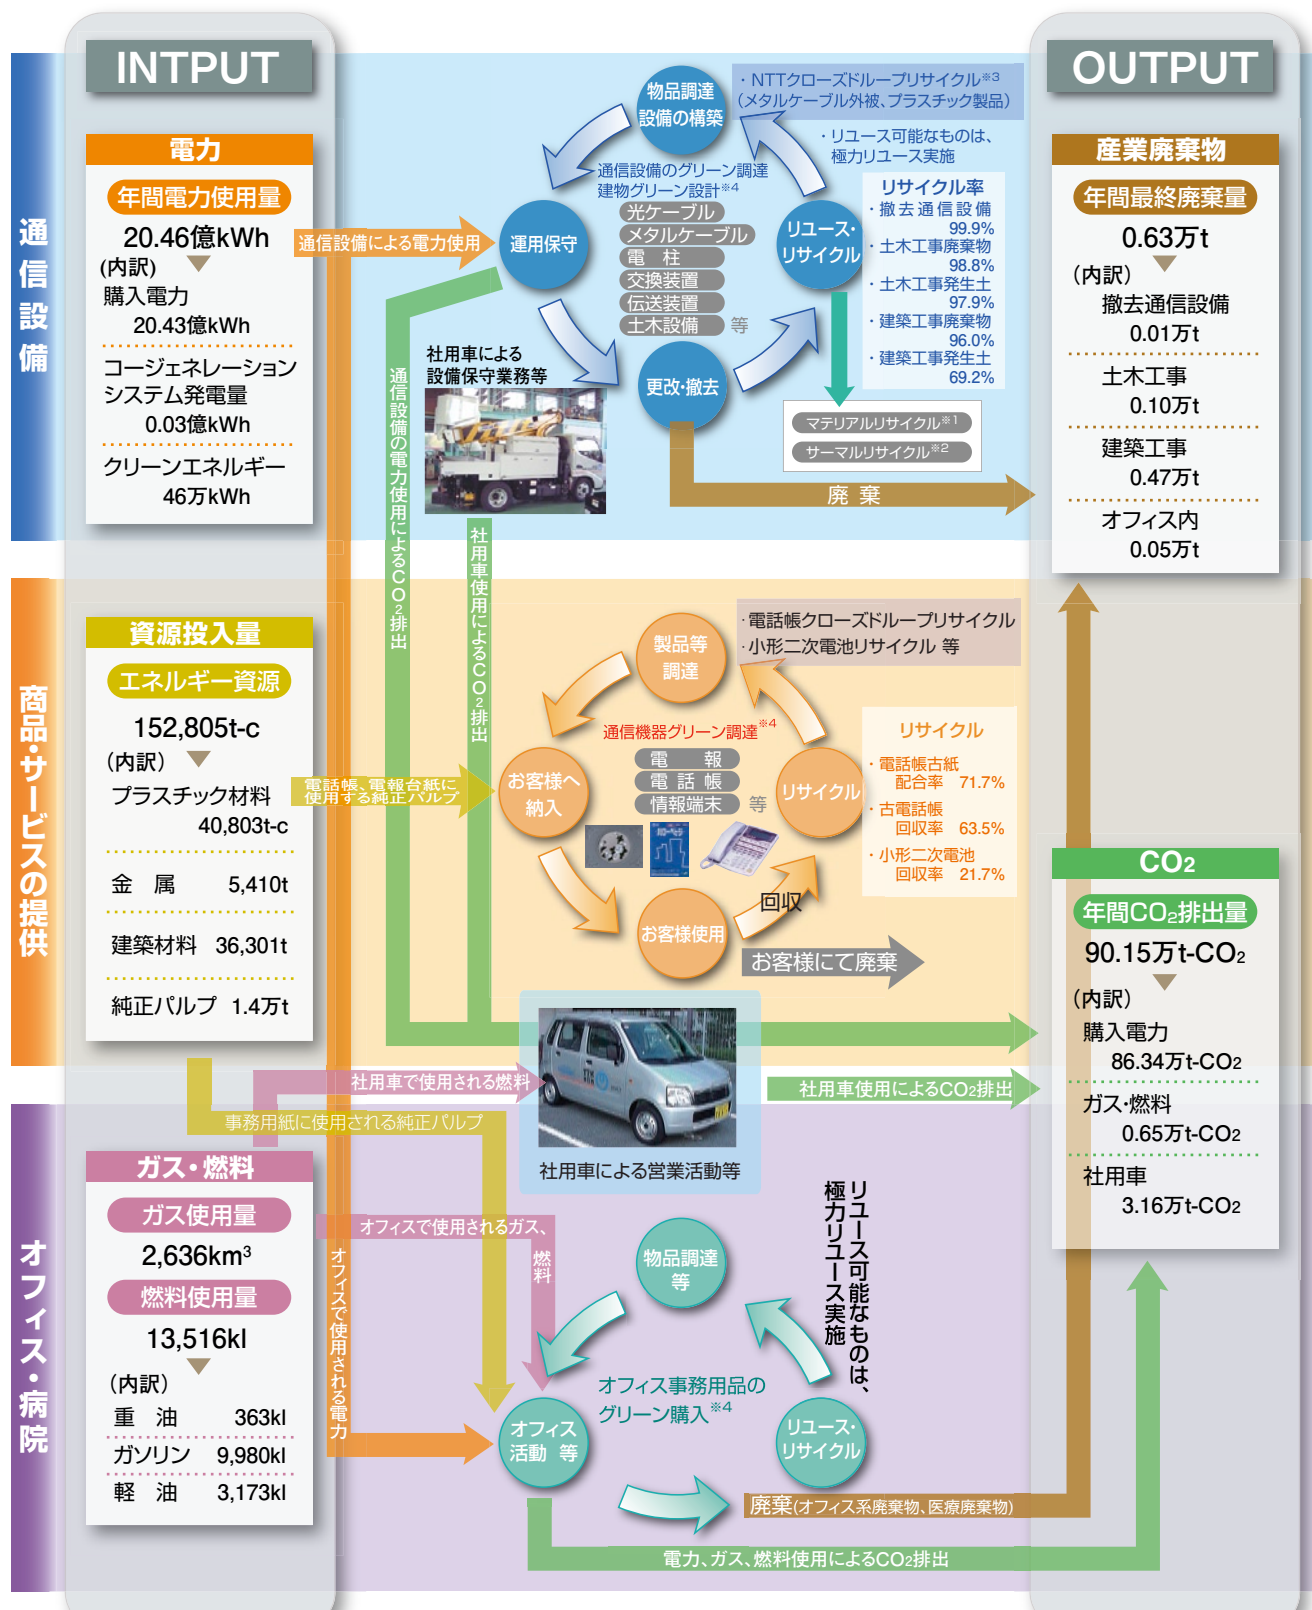 INTPUT
OUTPUT
通信設備
電力
年間電力使用量
20.46億kWh
(内訳)
購入電力
20.43億kWh
コージェネレーション
システム発電量
0.03億kWh
クリーンエネルギー
46万kWh
通信設備による電力使用
物品調達
設備の構築
・NTTクローズドループリサイクル※3
(メタルケーブル外被、プラスチック製品)
・リユース可能なものは、
極力リユース実施
通信設備のグリーン調達
建物グリーン設計※4
光ケーブル
メタルケーブル
電 柱
交換装置
伝送装置
土木設備 等
運用保守
リユース・
リサイクル
更改・撤去
リサイクル率
・撤去通信設備
99.9%
・土木工事廃棄物
98.8%
・土木工事発生土
97.9%
・建築工事廃棄物
96.0%
・建築工事発生土
69.2%
マテリアルリサイクル※1
サーマルリサイクル※2
廃 棄
社用車による
設備保守業務等
通信設備の電力使用によるCO2排出
社用車使用によるCO2排出
産業廃棄物
年間最終廃棄量
0.63万t
(内訳)
撤去通信設備
0.01万t
土木工事
0.10万t
建築工事
0.47万t
オフィス内
0.05万t
商品・サービスの提供
資源投入量
エネルギー資源
152,805t-c
(内訳)
プラスチック材料
40,803t-c
金 属 5,410t
建築材料 36,301t
純正パルプ 1.4万t
電話帳、電報台紙に
使用する純正パルプ
製品等
調達
・電話帳クローズドループリサイクル
・小形二次電池リサイクル 等
通信機器グリーン調達※4
電 報
電 話 帳
情報端末 等
お客様へ
納入
リサイクル
お客様使用
回収
お客様にて廃棄
リサイクル
・電話帳古紙
配合率 71.7%
・古電話帳
回収率 63.5%
・小形二次電池
回収率 21.7%
CO2
年間CO2排出量
90.15万t-CO2
(内訳)
購入電力
86.34万t-CO2
ガス・燃料
0.65万t-CO2
社用車
3.16万t-CO2
社用車で使用される燃料
社用車使用によるCO2排出
事務用紙に使用される純正パルプ
社用車による営業活動等
オフィス・病院
ガス・燃料
ガス使用量
2,636km3
燃料使用量
13,516kl
(内訳)
重 油 363kl
ガソリン 9,980kl
軽 油 3,173kl
オフィスで使用されるガス、
燃料
オフィスで使用される電力
物品調達
等
リユース可能なものは、
極力リユース実施
オフィス事務用品の
グリーン購入※4
オフィス
活動 等
リユース・
リサイクル
廃棄(オフィス系廃棄物、医療廃棄物)
電力、ガス、燃料使用によるCO2排出